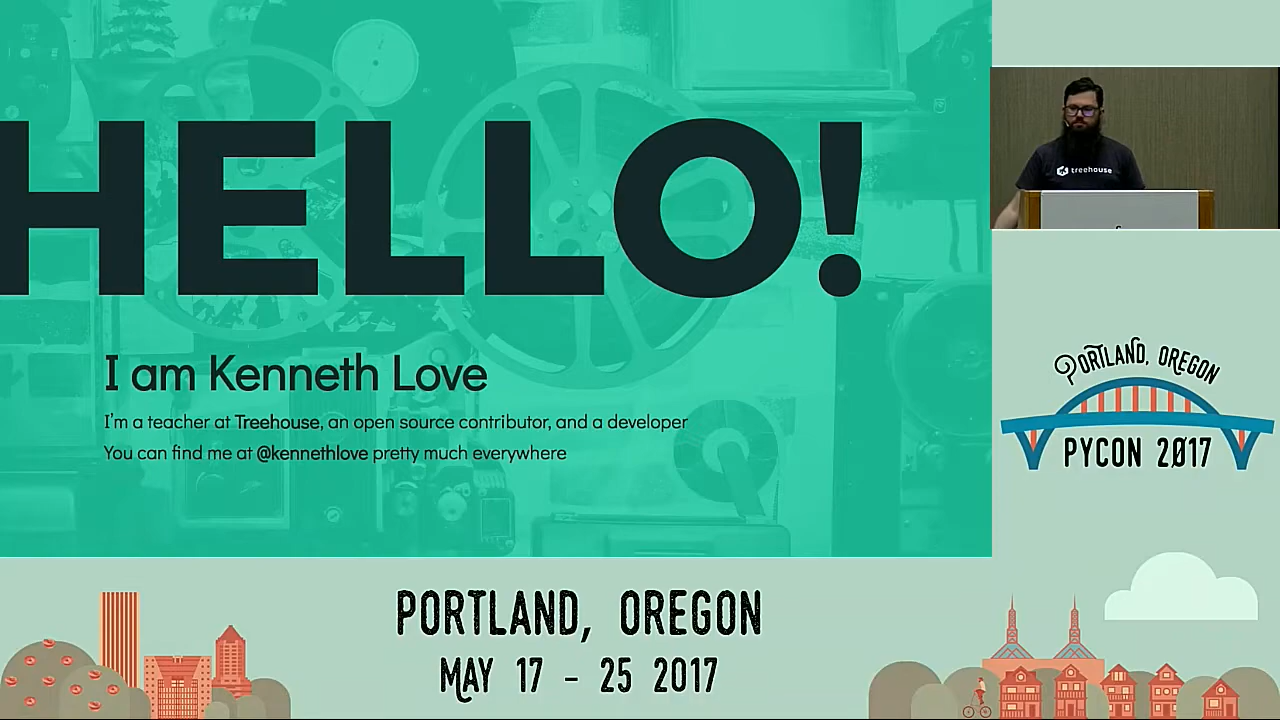 HELLO!
I am Kenneth Love
I'm a teacher at Treehouse, an open source contributor, and a developer
You can find me at @kennethlove pretty much everywhere
treehouse
PORTLAND, OREGON
PYCON 2017
PORTLAND, OREGON
MAY 17 - 25 2017